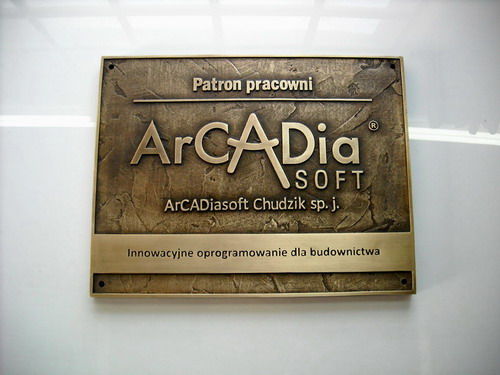 Patron pracowni
ArCADia ®
SOFT
ArCADiasoft Chudzik sp. j.
Innowacyjne oprogramowanie dla budownictwa